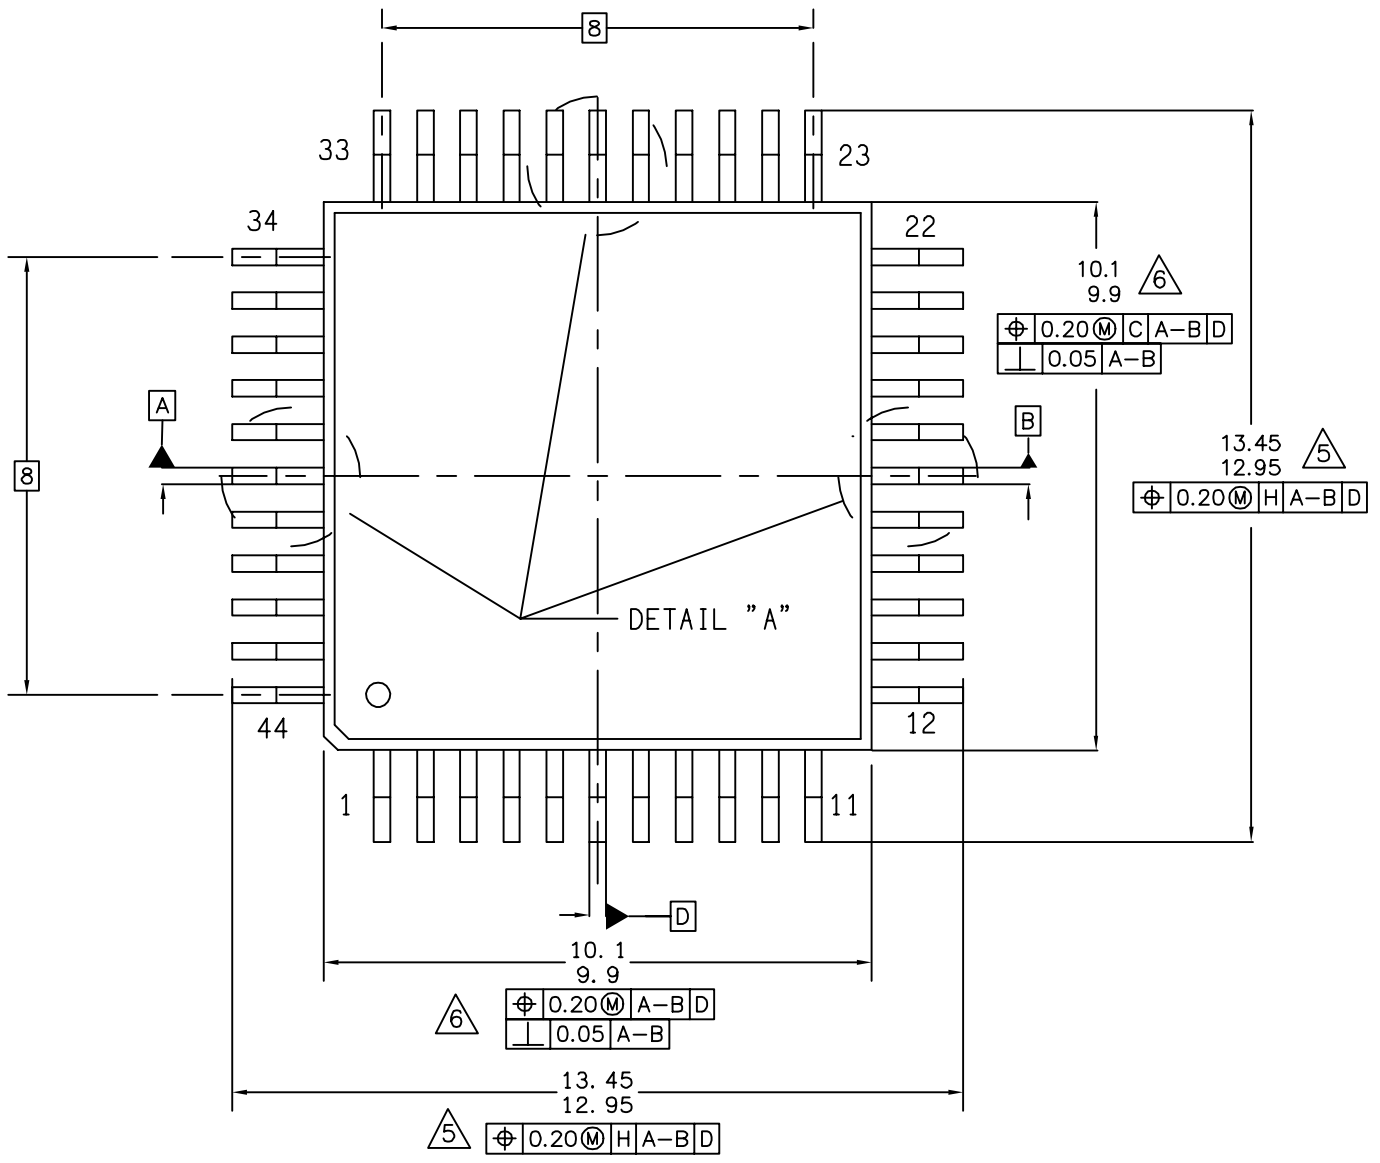 8
33
23
34
22
10.1
9.9
6
⌖ 0.20 Ⓜ C A-B D
⊥ 0.05 A-B
A
B
8
13.45
12.95
5
⌖ 0.20 Ⓜ H A-B D
DETAIL "A"
44
12
1
11
D
10. 1
9. 9
6
⌖ 0.20 Ⓜ A-B D
⊥ 0.05 A-B
13. 45
12. 95
5
⌖ 0.20 Ⓜ H A-B D